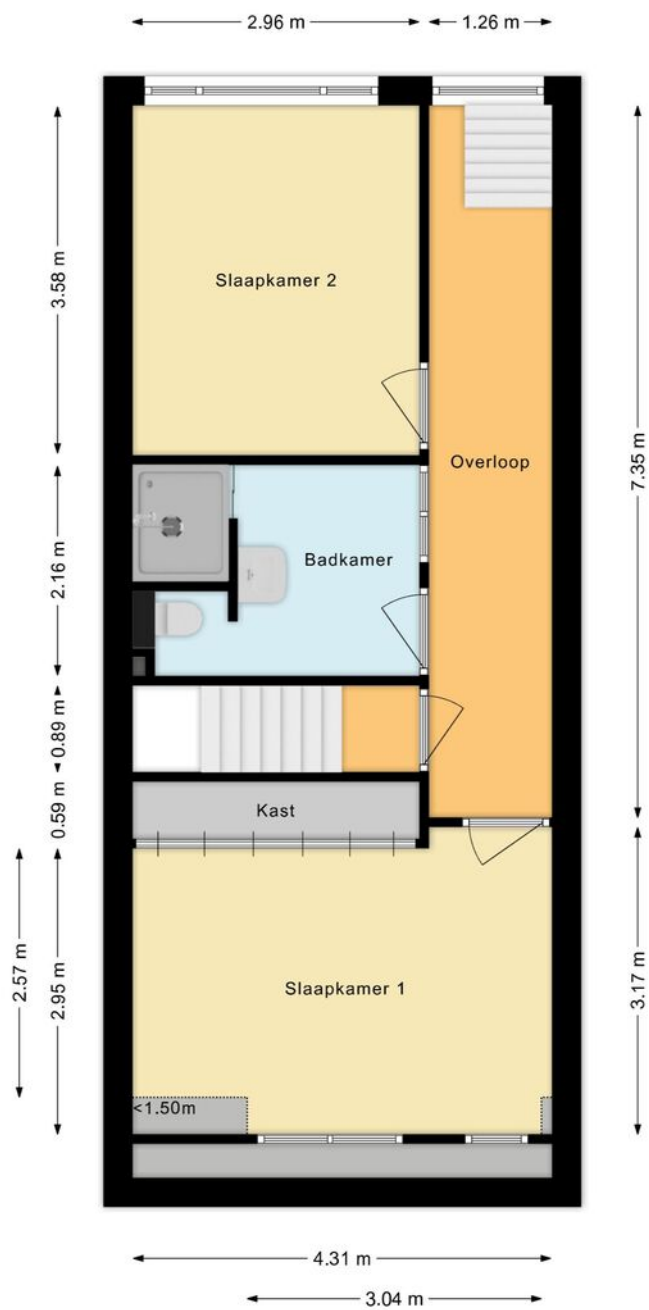 2.96 m
1.26 m
3.58 m
Slaapkamer 2
7.35 m
Overloop
2.16 m
Badkamer
0.89 m
0.59 m
Kast
2.57 m
2.95 m
Slaapkamer 1
3.17 m
<1.50m
4.31 m
3.04 m